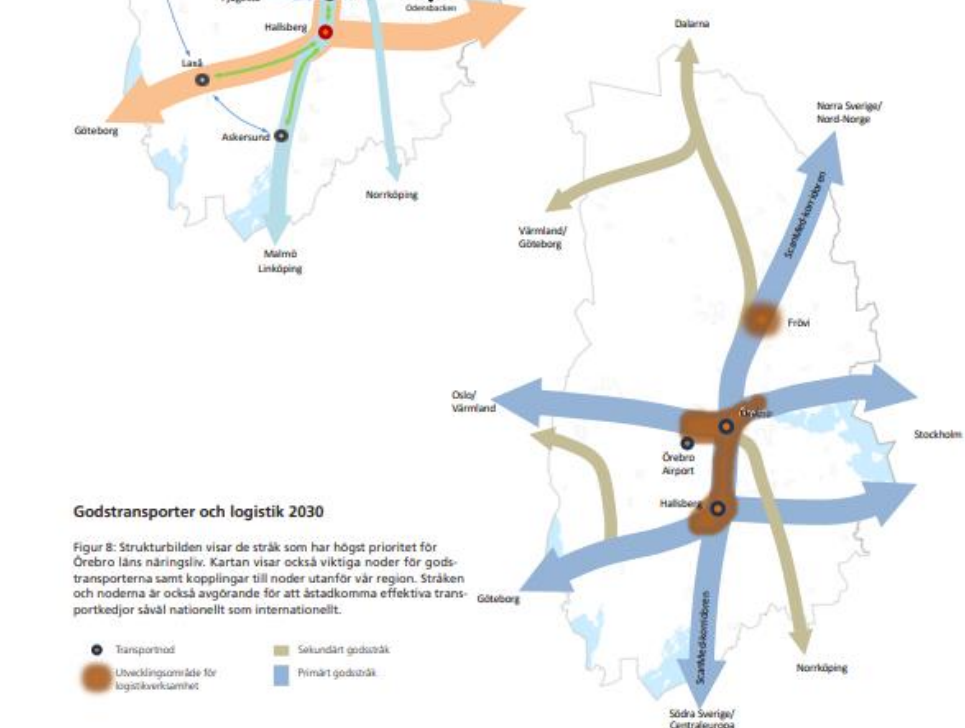 Odensbacken
Hallsberg
Laxå
Göteborg
Askersund
Norrköping
Malmö
Linköping
Dalarna
Norra Sverige/
Nord-Norge
ScanMed-korridoren
Värmland/
Göteborg
Frövi
Oslo/
Värmland
Örebro
Stockholm
Örebro
Airport
Hallsberg
Göteborg
ScanMed-korridoren
Norrköping
Södra Sverige/
Centraleuropa
Godstransporter och logistik 2030
Figur 8: Strukturbilden visar de stråk som har högst prioritet för
Örebro läns näringsliv. Kartan visar också viktiga noder för gods-
transporterna samt kopplingar till noder utanför vår region. Stråken
och noderna är också avgörande för att åstadkomma effektiva trans-
portkedjor såväl nationellt som internationellt.
Transportnod
Utvecklingsområde för
logistikverksamhet
Sekundärt godsstråk
Primärt godsstråk